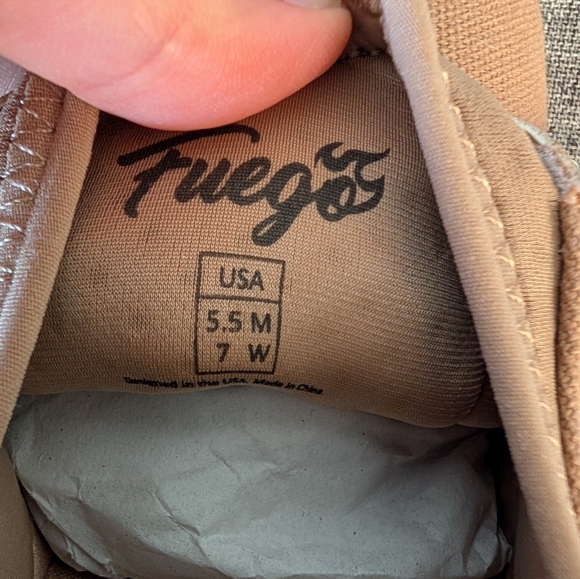 Fuego
USA
5.5 M
7 W
Designed in the USA. Made in China.